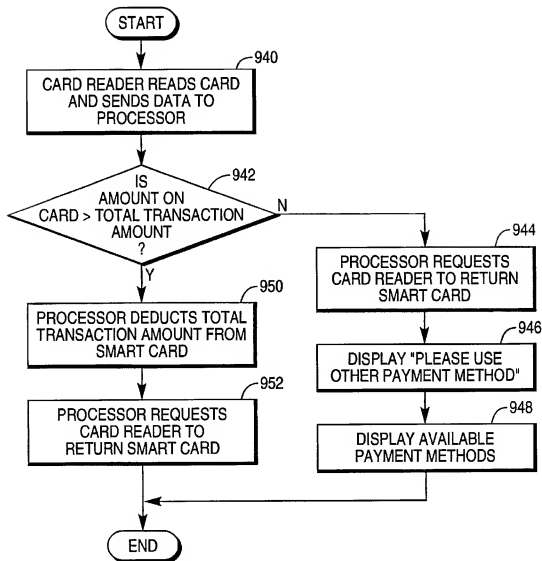 START
940
CARD READER READS CARD
AND SENDS DATA TO
PROCESSOR
942
IS
AMOUNT ON
CARD > TOTAL TRANSACTION
AMOUNT
?
N
Y
944
PROCESSOR REQUESTS
CARD READER TO RETURN
SMART CARD
950
PROCESSOR DEDUCTS TOTAL
TRANSACTION AMOUNT FROM
SMART CARD
946
DISPLAY "PLEASE USE
OTHER PAYMENT METHOD"
952
PROCESSOR REQUESTS
CARD READER TO
RETURN SMART CARD
948
DISPLAY AVAILABLE
PAYMENT METHODS
END